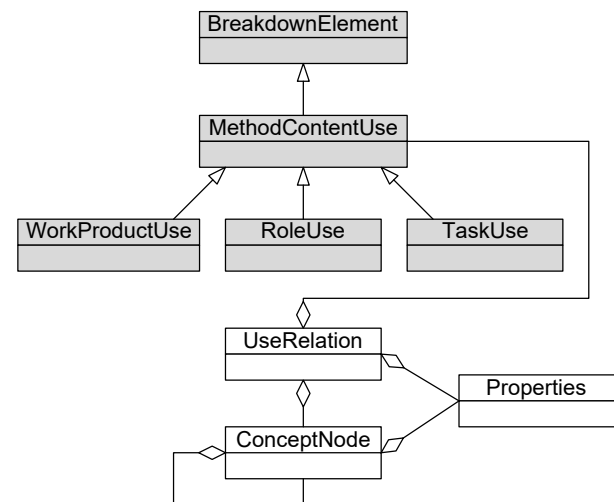 BreakdownElement
MethodContentUse
WorkProductUse
RoleUse
TaskUse
UseRelation
Properties
ConceptNode